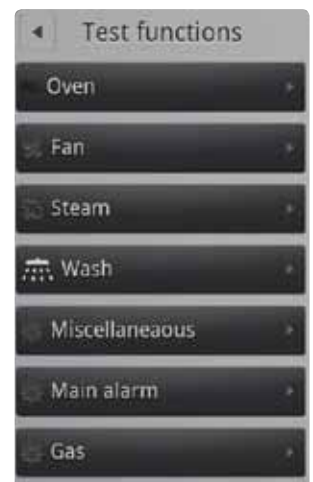 Test functions
Oven
Fan
Steam
Wash
Miscellaneaous
Main alarm
Gas